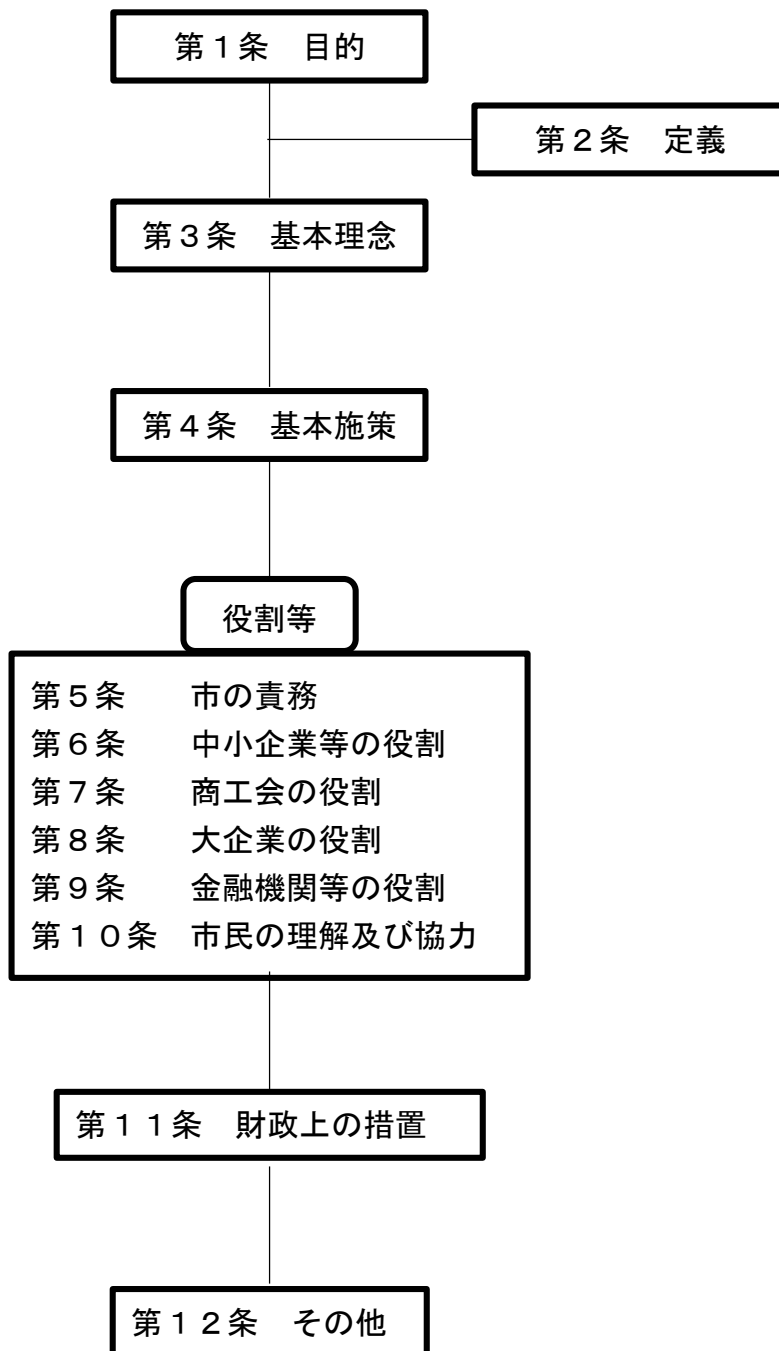 第１条　目的
第２条　定義
第３条　基本理念
第４条　基本施策
役割等
第５条　　市の責務
第６条　　中小企業等の役割
第７条　　商工会の役割
第８条　　大企業の役割
第９条　　金融機関等の役割
第１０条　市民の理解及び協力
第１１条　財政上の措置
第１２条　その他